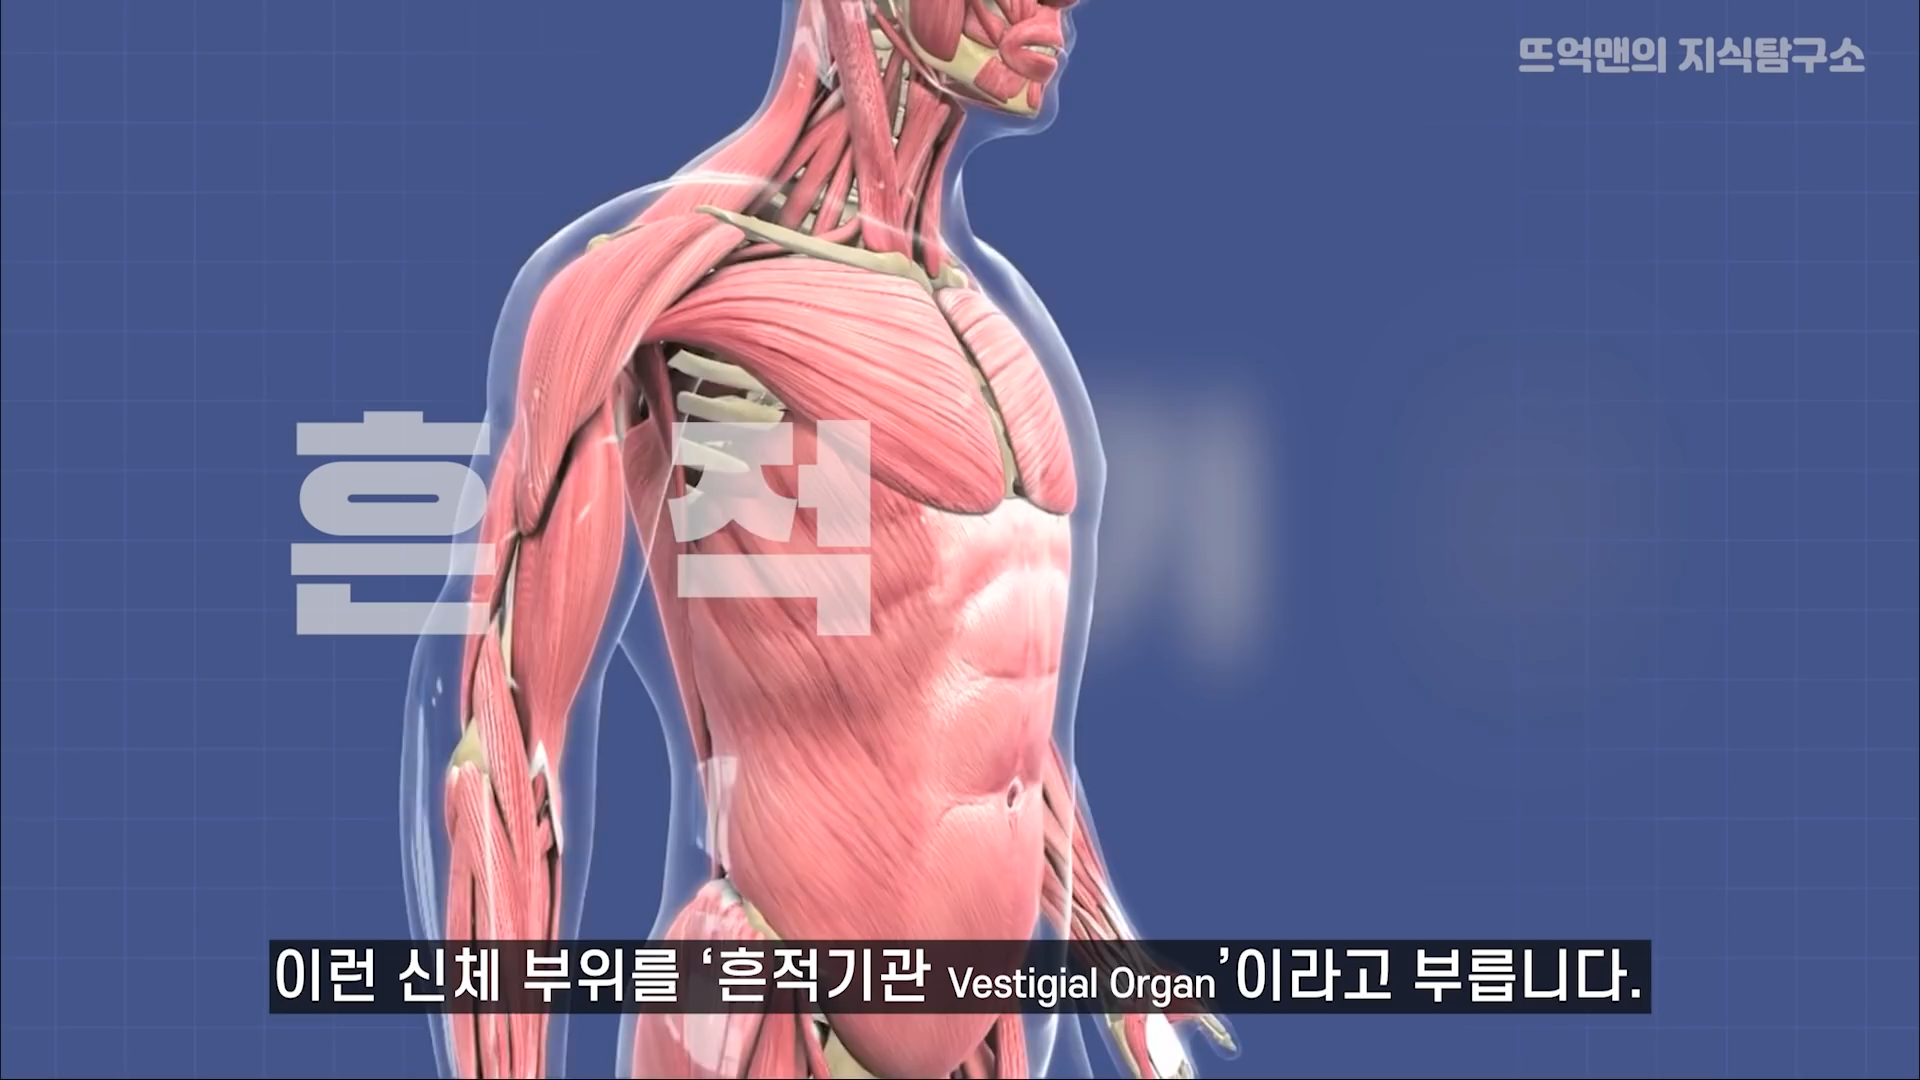 뜨억맨의 지식탐구소
흔적
이런 신체 부위를 ‘흔적기관 Vestigial Organ’이라고 부릅니다.